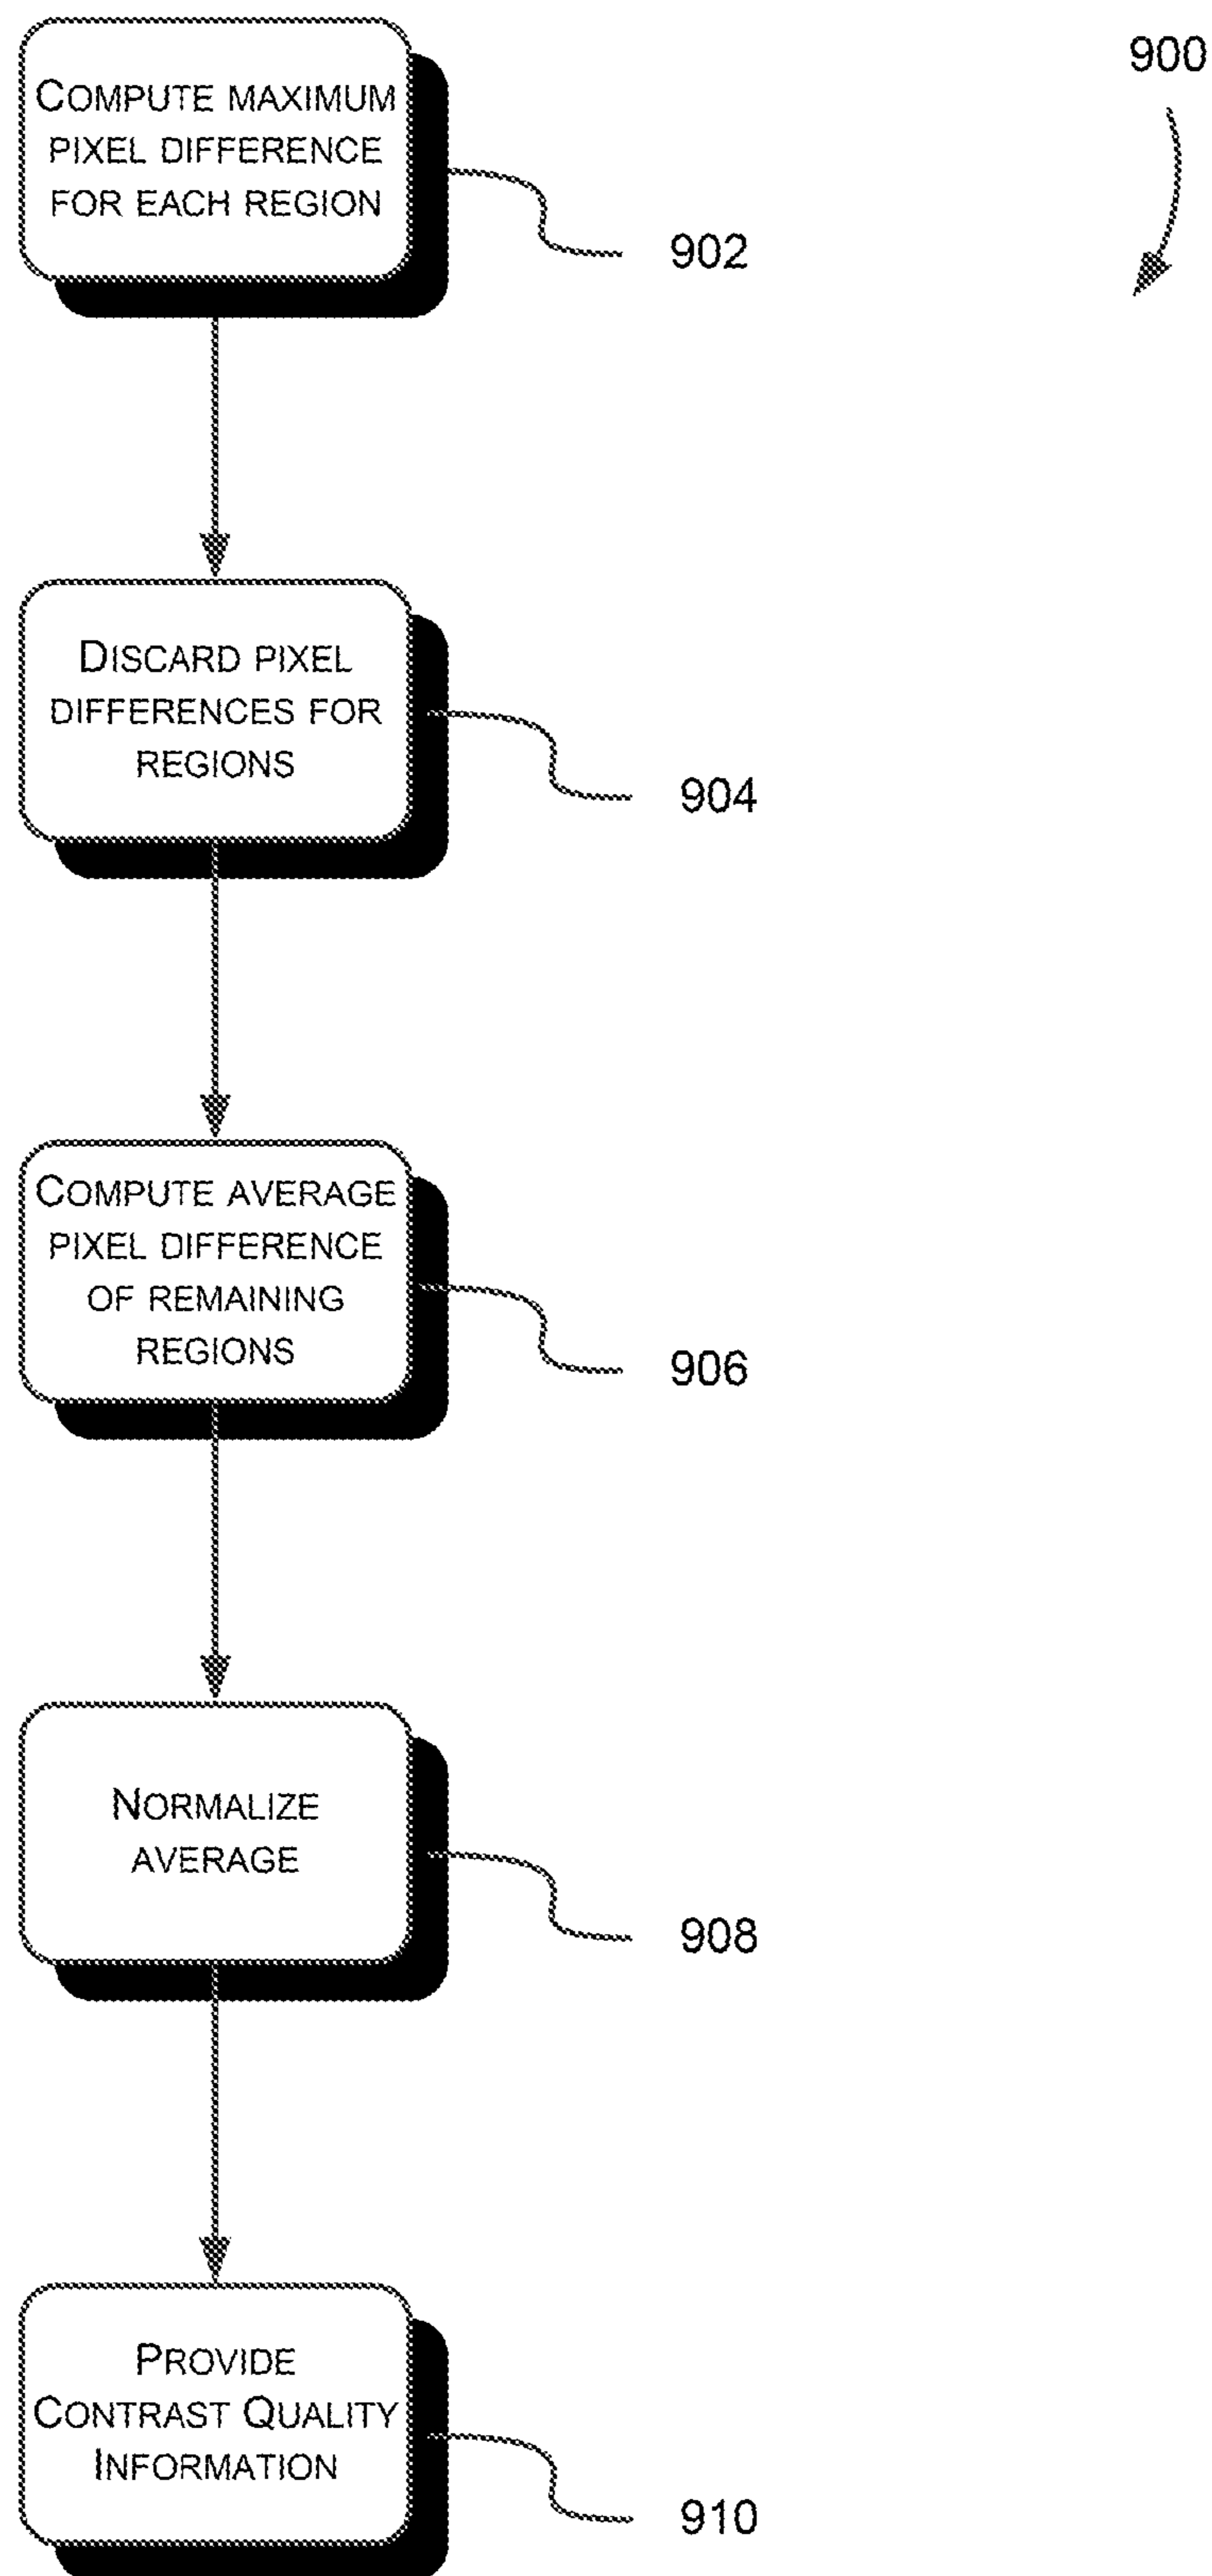 900
COMPUTE MAXIMUM
PIXEL DIFFERENCE
FOR EACH REGION
902
DISCARD PIXEL
DIFFERENCES FOR
REGIONS
904
COMPUTE AVERAGE
PIXEL DIFFERENCE
OF REMAINING
REGIONS
906
NORMALIZE
AVERAGE
908
PROVIDE
CONTRAST QUALITY
INFORMATION
910